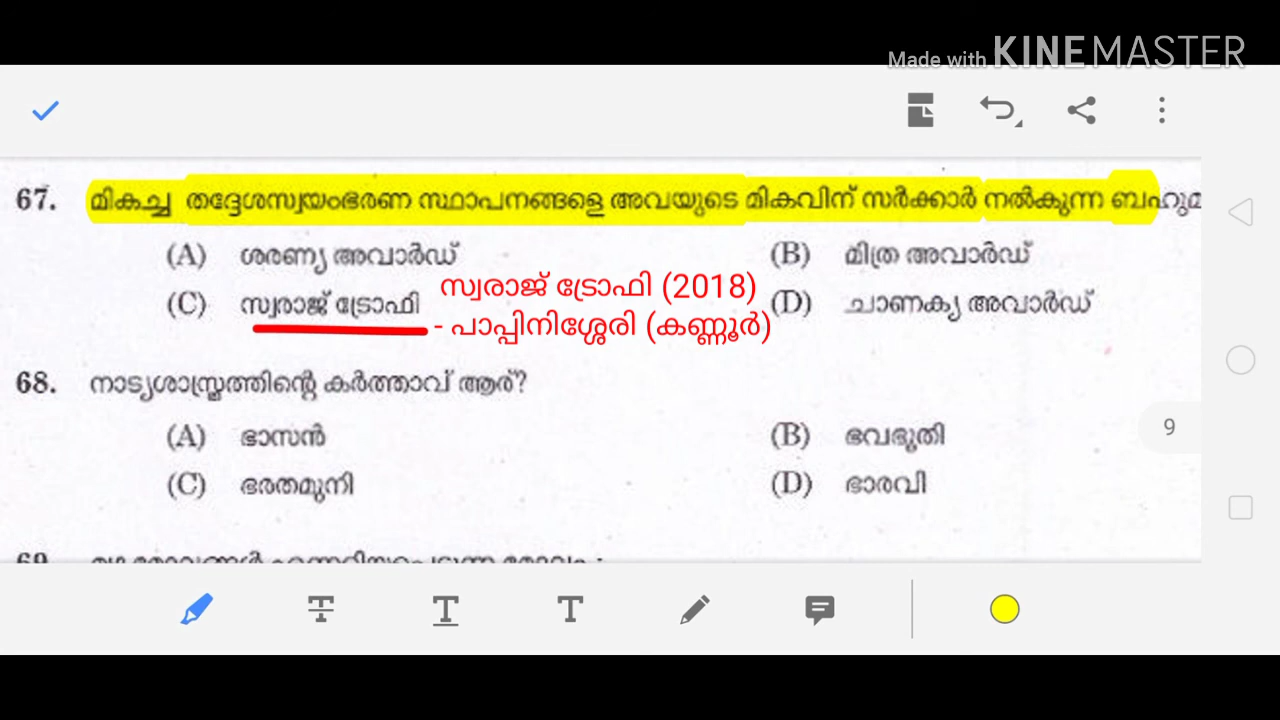 Made with KINEMASTER
67. മികച്ച തദ്ദേശസ്വയംഭരണ സ്ഥാപനങ്ങളെ അവയുടെ മികവിന് സർക്കാർ നൽകുന്ന ബഹുമ
(A) ശരണ്യ അവാർഡ് (B) മിത്ര അവാർഡ്
(C) സ്വരാജ് ട്രോഫി സ്വരാജ് ട്രോഫി (2018) (D) ചാണക്യ അവാർഡ്
- പാപ്പിനിശ്ശേരി (കണ്ണൂർ)
68. നാട്യശാസ്ത്രത്തിന്റെ കർത്താവ് ആര്?
(A) ഭാസൻ (B) ഭവഭൂതി
9
(C) ഭരതമുനി (D) ഭാരവി
69.